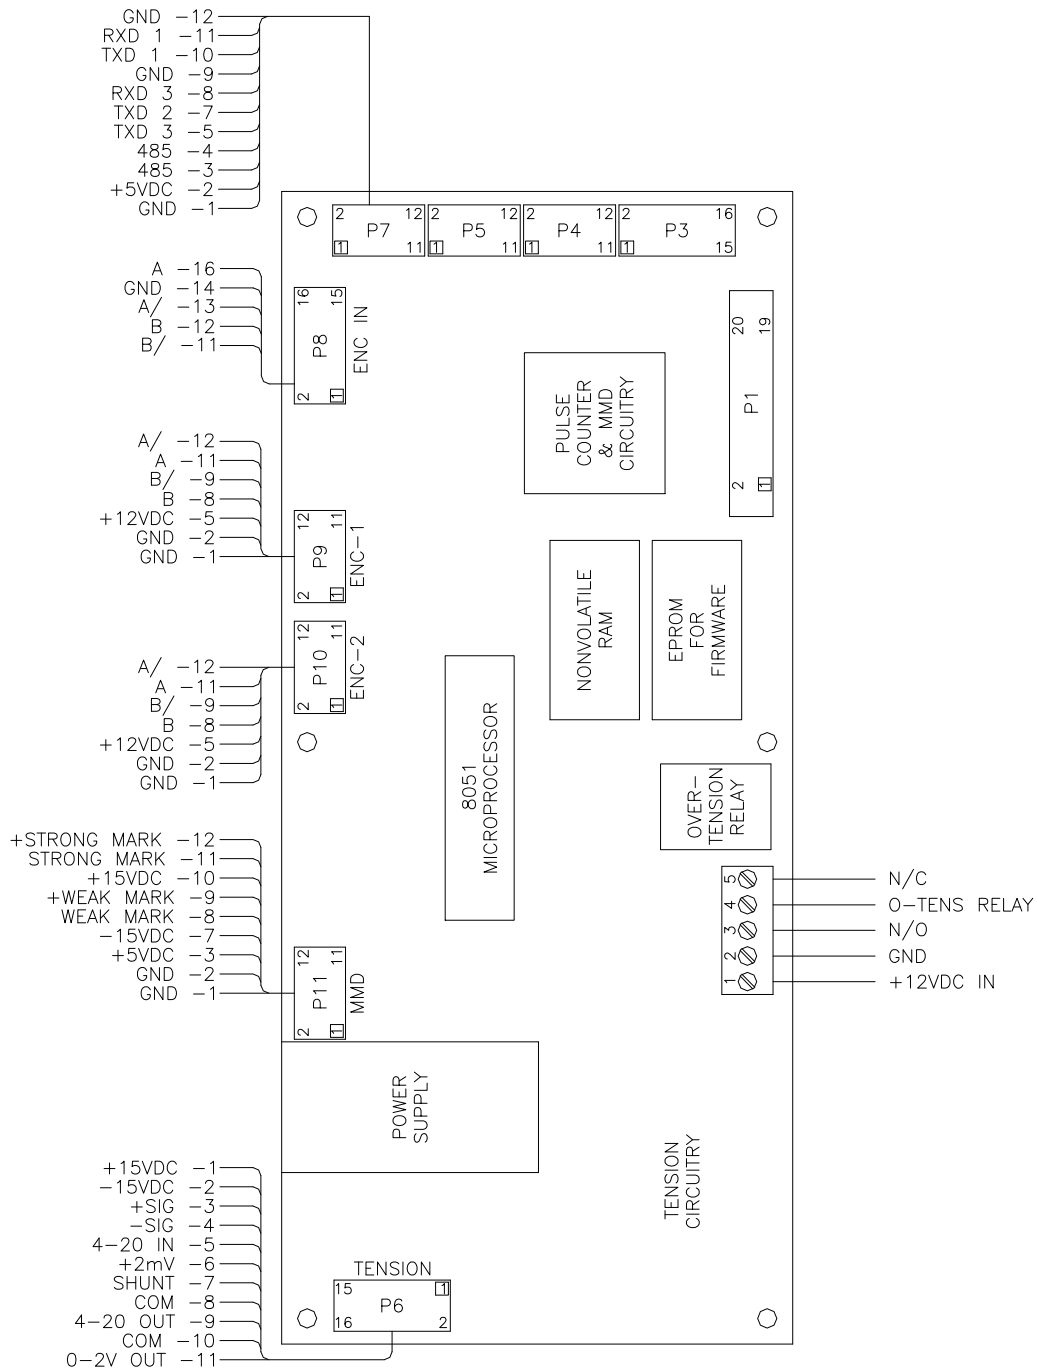 GND -12
RXD 1 -11
TXD 1 -10
GND -9
RXD 3 -8
TXD 2 -7
TXD 3 -5
485 -4
485 -3
+5VDC -2
GND -1
2 12
P7
1 11
2 12
P5
1 11
2 12
P4
1 11
2 16
P3
1 15
A -16
GND -14
A/ -13
B -12
B/ -11
16 15
P8
2 1
ENC IN
20 19
P1
2 1
PULSE
COUNTER
& MMD
CIRCUITRY
A/ -12
A -11
B/ -9
B -8
+12VDC -5
GND -2
GND -1
12 11
P9
2 1
ENC-1
NONVOLATILE
RAM
EPROM
FOR
FIRMWARE
12 11
P10
2 1
ENC-2
A/ -12
A -11
B/ -9
B -8
+12VDC -5
GND -2
GND -1
8051
MICROPROCESSOR
OVER-
TENSION
RELAY
+STRONG MARK -12
STRONG MARK -11
+15VDC -10
+WEAK MARK -9
WEAK MARK -8
-15VDC -7
+5VDC -3
GND -2
GND -1
5 N/C
4 O-TENS RELAY
3 N/O
2 GND
1 +12VDC IN
12 11
P11
2 1
MMD
POWER
SUPPLY
TENSION
CIRCUITRY
+15VDC -1
-15VDC -2
+SIG -3
-SIG -4
4-20 IN -5
+2mV -6
SHUNT -7
COM -8
4-20 OUT -9
COM -10
0-2V OUT -11
TENSION
15 1
P6
16 2